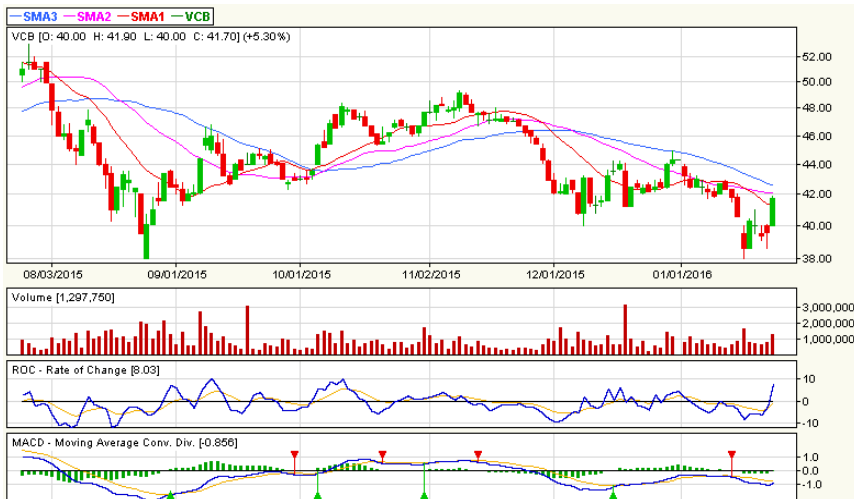 SMA3 SMA2 SMA1 VCB
VCB [O: 40.00 H: 41.90 L: 40.00 C: 41.70] (+5.30%)
52.00
50.00
48.00
46.00
44.00
42.00
40.00
38.00
08/03/2015 09/01/2015 10/01/2015 11/02/2015 12/01/2015 01/01/2016
Volume [1,297,750]
3,000,000
2,000,000
1,000,000
ROC - Rate of Change [8.03]
10
0
-10
MACD - Moving Average Conv. Div. [-0.856]
1.0
-0.0
-1.0